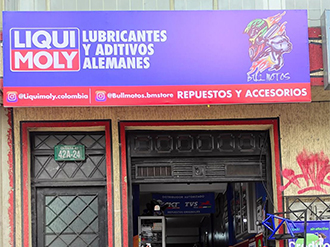 LIQUI
MOLY
LUBRICANTES
Y ADITIVOS
ALEMANES
BULL MOTOS
@Liquimoly.colombia
@Bullmotos.bmstore
REPUESTOS Y ACCESORIOS
42A-24
TVS